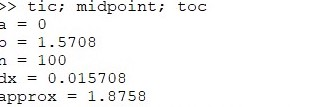 >> tic; midpoint; toc
a = 0
b = 1.5708
n = 100
dx = 0.015708
approx = 1.8758